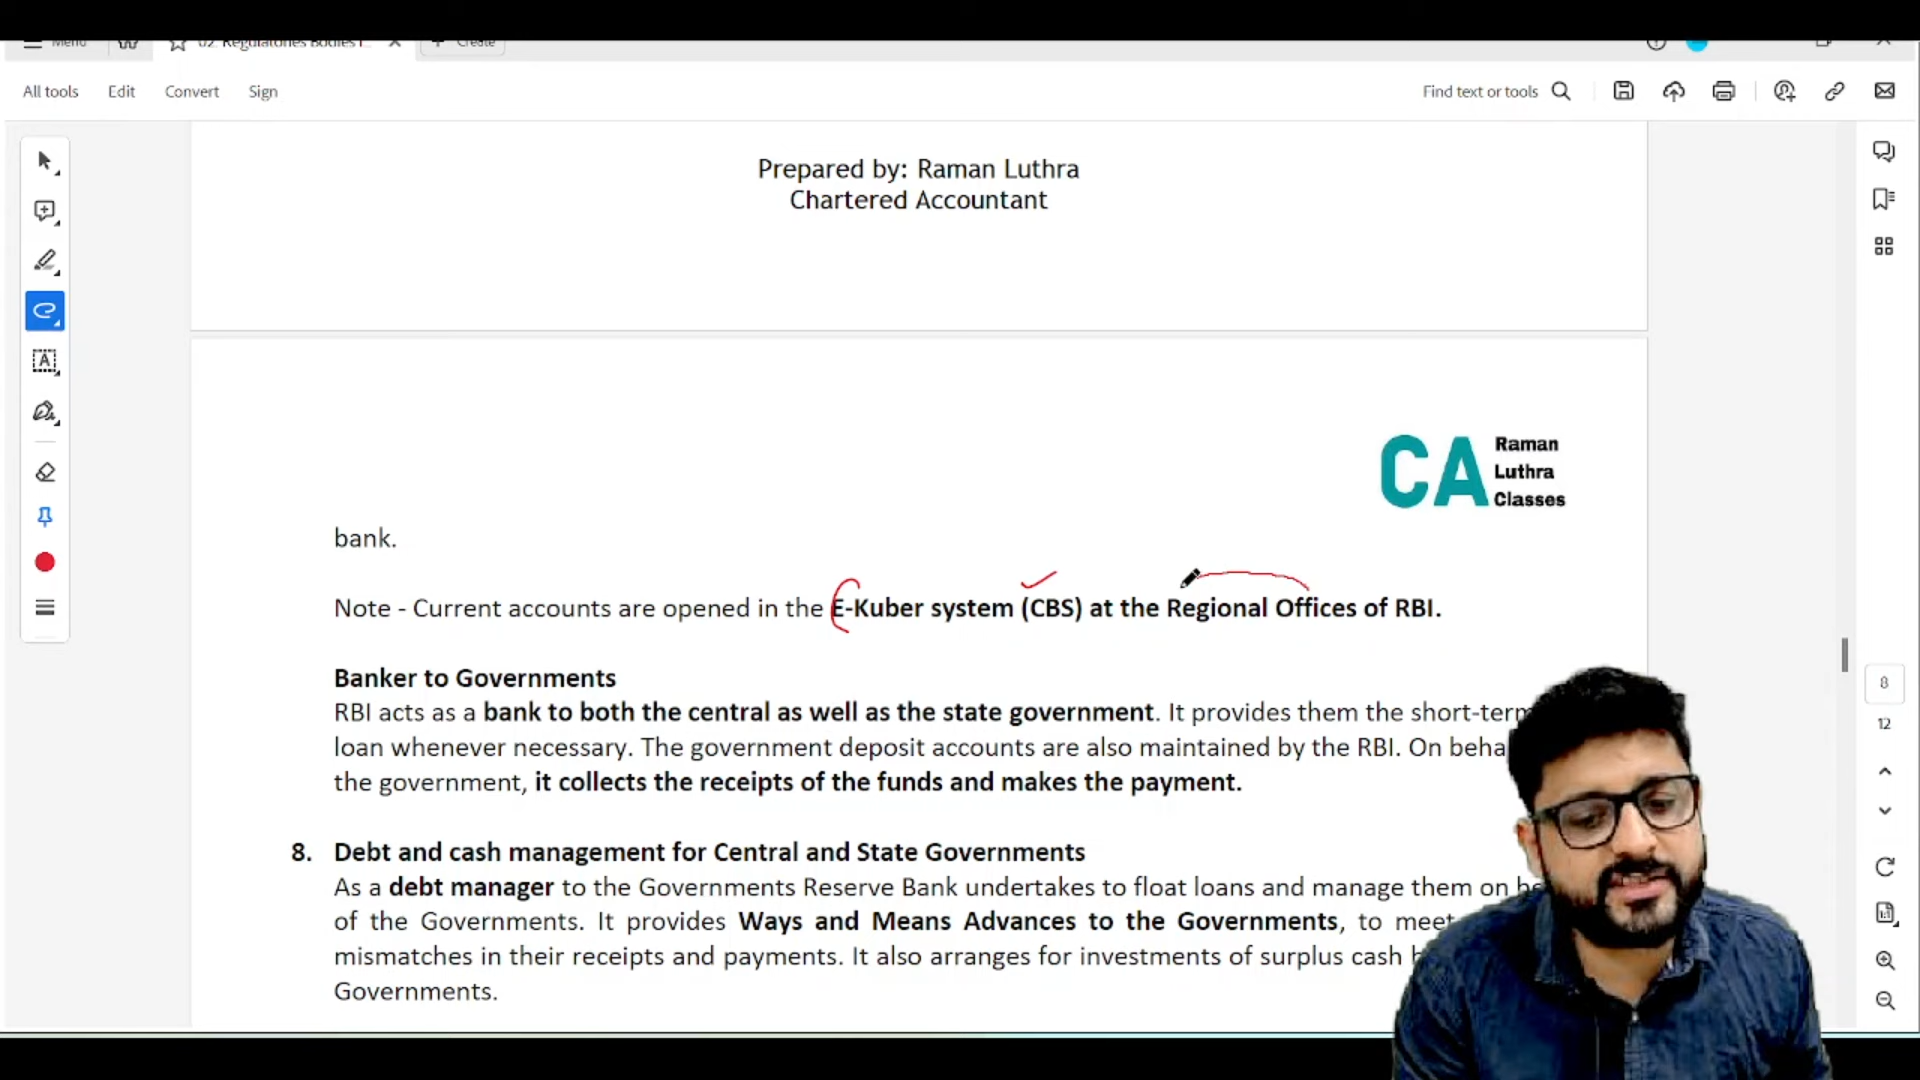 Menu
02. Regulatories Bodies I...
Create
All tools Edit Convert Sign
Find text or tools
Prepared by: Raman Luthra
Chartered Accountant
CA
Raman
Luthra
Classes
bank.
Note - Current accounts are opened in the E-Kuber system (CBS) at the Regional Offices of RBI.
Banker to Governments
RBI acts as a bank to both the central as well as the state government. It provides them the short-term
loan whenever necessary. The government deposit accounts are also maintained by the RBI. On
the government, it collects the receipts of the funds and makes the payment.
8. Debt and cash management for Central and State Governments
As a debt manager to the Governments Reserve Bank undertakes to float loans and manage them on
of the Governments. It provides Ways and Means Advances to the Governments, to meet
mismatches in their receipts and payments. It also arranges for investments of surplus cash
Governments.
8
12